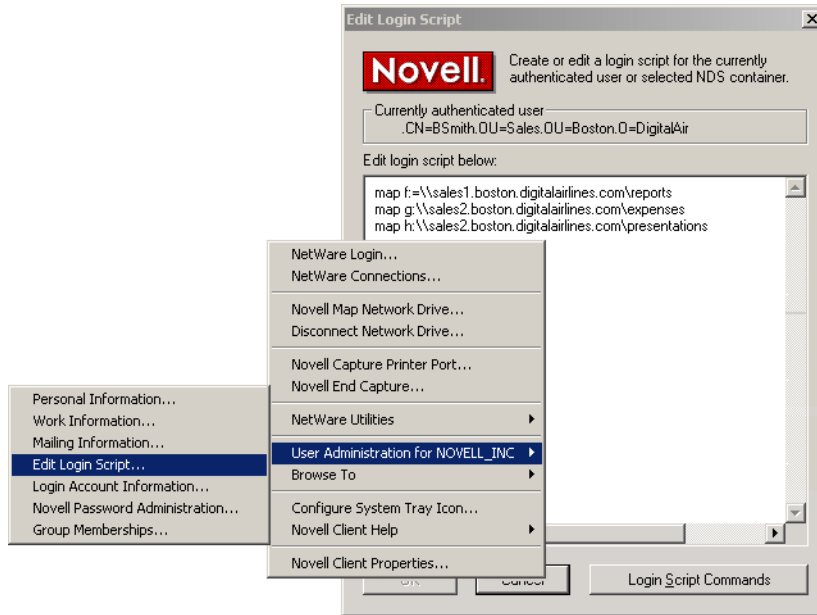 Edit Login Script
Novell.
Create or edit a login script for the currently
authenticated user or selected NDS container.
Currently authenticated user
.CN=BSmith.OU=Sales.OU=Boston.O=DigitalAir
Edit login script below:
map f:=\\sales1.boston.digitalairlines.com\reports
map g:\\sales2.boston.digitalairlines.com\expenses
map h:\\sales2.boston.digitalairlines.com\presentations
NetWare Login...
NetWare Connections...
Novell Map Network Drive...
Disconnect Network Drive...
Novell Capture Printer Port...
Novell End Capture...
NetWare Utilities
User Administration for NOVELL_INC
Browse To
Configure System Tray Icon...
Novell Client Help
Novell Client Properties...
Personal Information...
Work Information...
Mailing Information...
Edit Login Script...
Login Account Information...
Novell Password Administration...
Group Memberships...
OK
Cancel
Login Script Commands